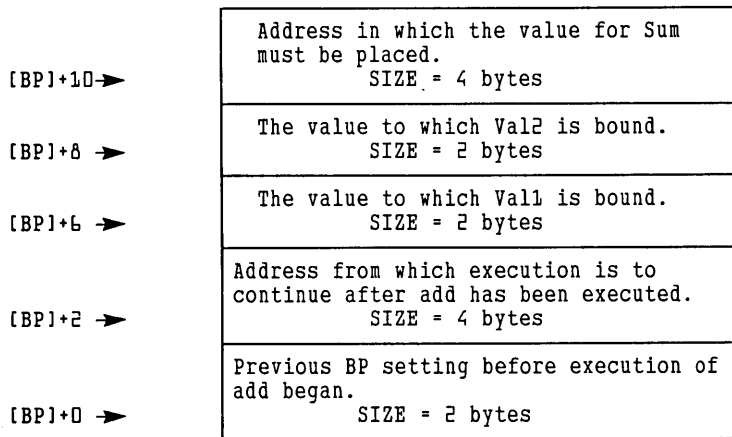 Address in which the value for Sum
must be placed.
[BP]+10 SIZE = 4 bytes
The value to which Val2 is bound.
[BP]+8 SIZE = 2 bytes
The value to which Val1 is bound.
[BP]+6 SIZE = 2 bytes
Address from which execution is to
continue after add has been executed.
[BP]+2 SIZE = 4 bytes
Previous BP setting before execution of
add began.
[BP]+0 SIZE = 2 bytes